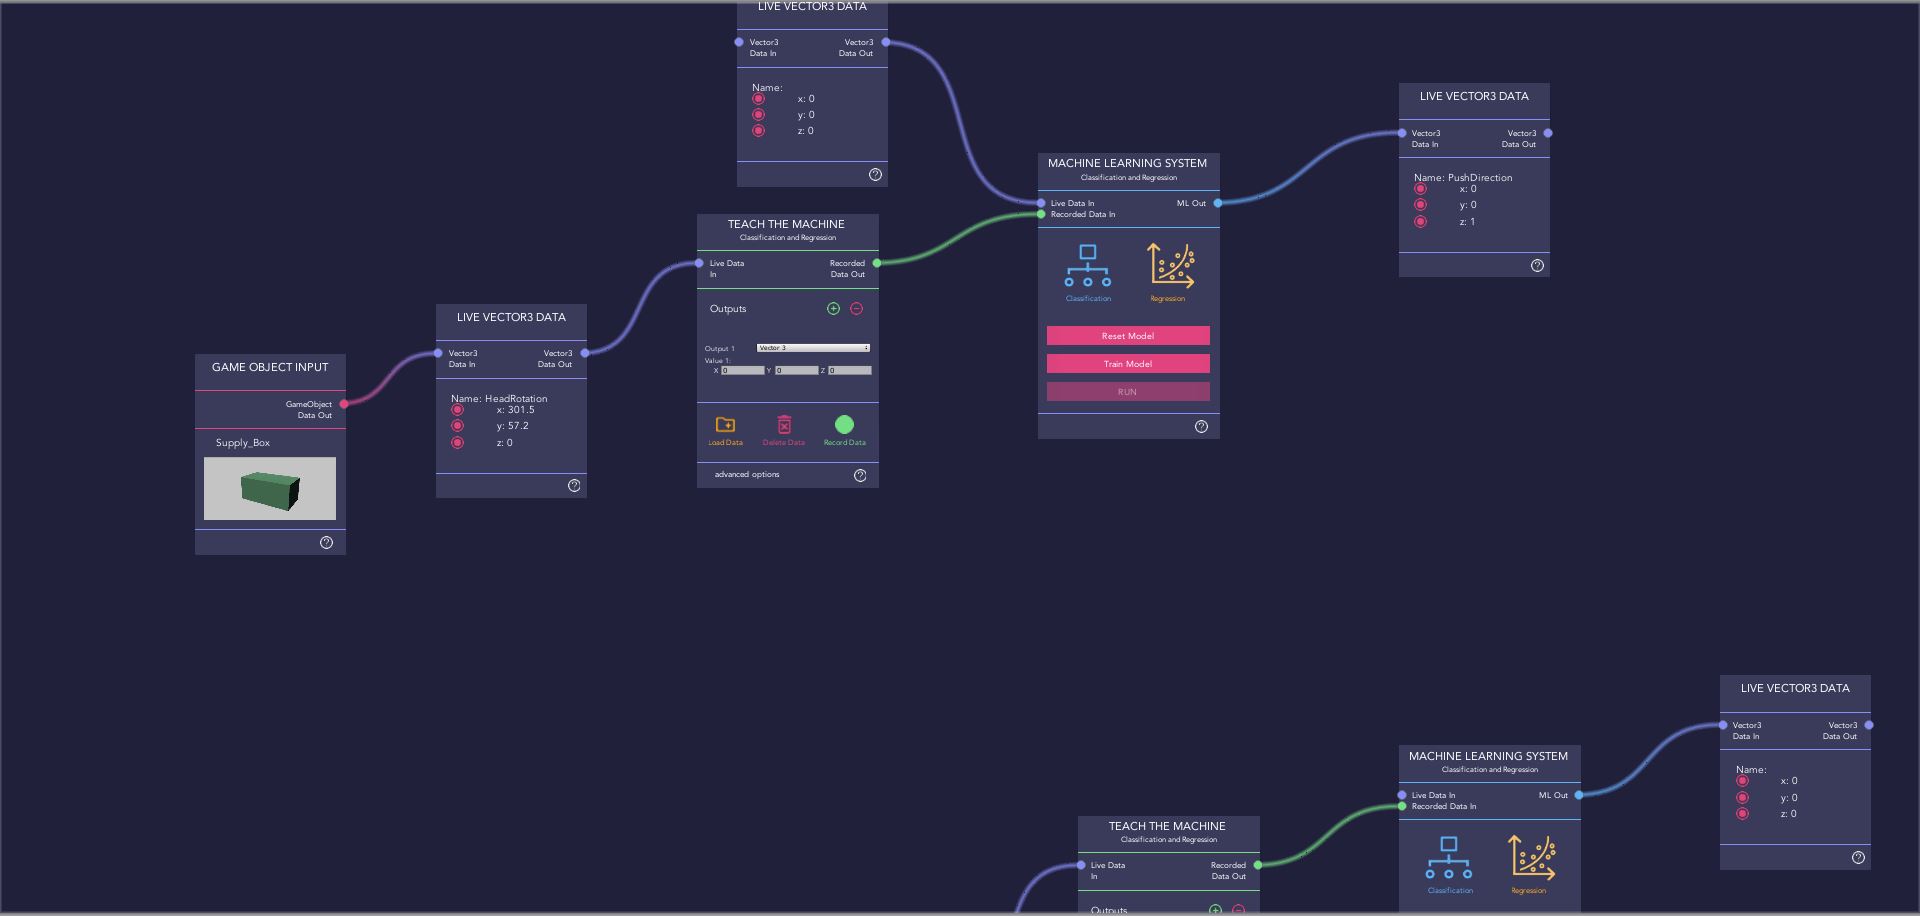 LIVE VECTOR3 DATA
Vector3 Data In
Vector3 Data Out
Name:
x: 0
y: 0
z: 0
LIVE VECTOR3 DATA
Vector3 Data In
Vector3 Data Out
Name: PushDirection
x: 0
y: 0
z: 1
MACHINE LEARNING SYSTEM
Classification and Regression
Live Data In
ML Out
Recorded Data In
Classification
Regression
Reset Model
Train Model
RUN
TEACH THE MACHINE
Classification and Regression
Live Data In
Recorded Data Out
Outputs
Output 1
Vector 3
Value 1:
X 0 Y 0 Z 0
Load Data
Delete Data
Record Data
advanced options
LIVE VECTOR3 DATA
Vector3 Data In
Vector3 Data Out
Name: HeadRotation
x: 301.5
y: 57.2
z: 0
GAME OBJECT INPUT
GameObject Data Out
Supply_Box
LIVE VECTOR3 DATA
Vector3 Data In
Vector3 Data Out
Name:
x: 0
y: 0
z: 0
MACHINE LEARNING SYSTEM
Classification and Regression
Live Data In
ML Out
Recorded Data In
Classification
Regression
TEACH THE MACHINE
Classification and Regression
Live Data In
Recorded Data Out
Outputs